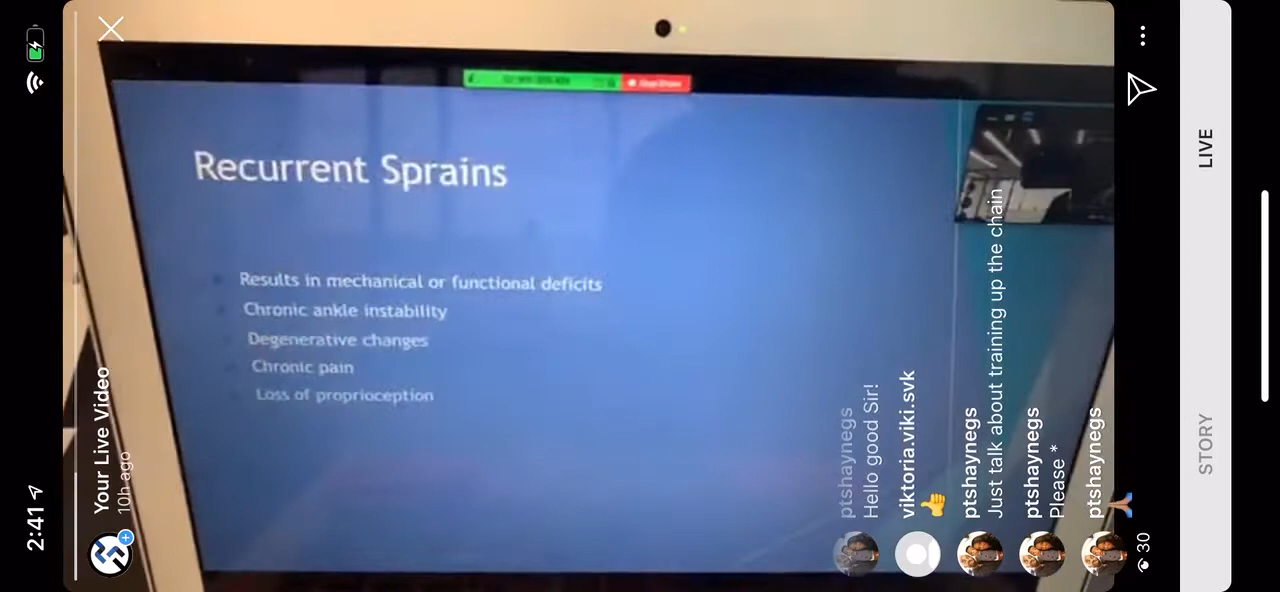 Recurrent Sprains
Results in mechanical or functional deficits
Chronic ankle instability
Degenerative changes
Chronic pain
Loss of proprioception
2:41
Your Live Video
10h ago
ptshaynegs
Hello good Sir!
viktoria.viki.svk
👍
ptshaynegs
Just talk about training up the chain
ptshaynegs
Please *
ptshaynegs
30
STORY
LIVE